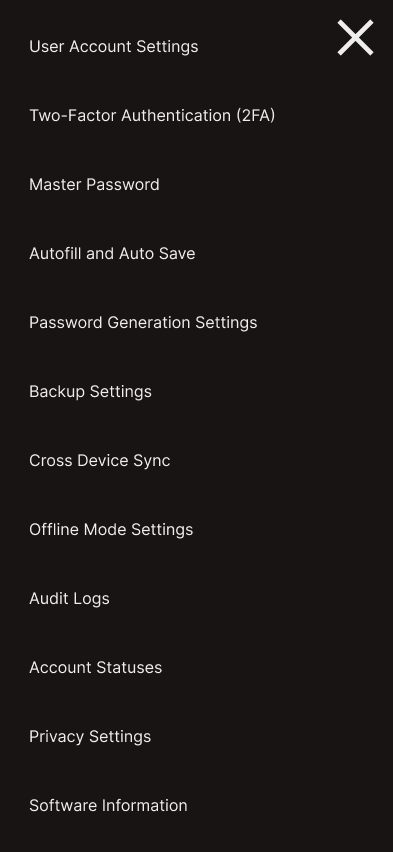 User Account Settings
Two-Factor Authentication (2FA)
Master Password
Autofill and Auto Save
Password Generation Settings
Backup Settings
Cross Device Sync
Offline Mode Settings
Audit Logs
Account Statuses
Privacy Settings
Software Information